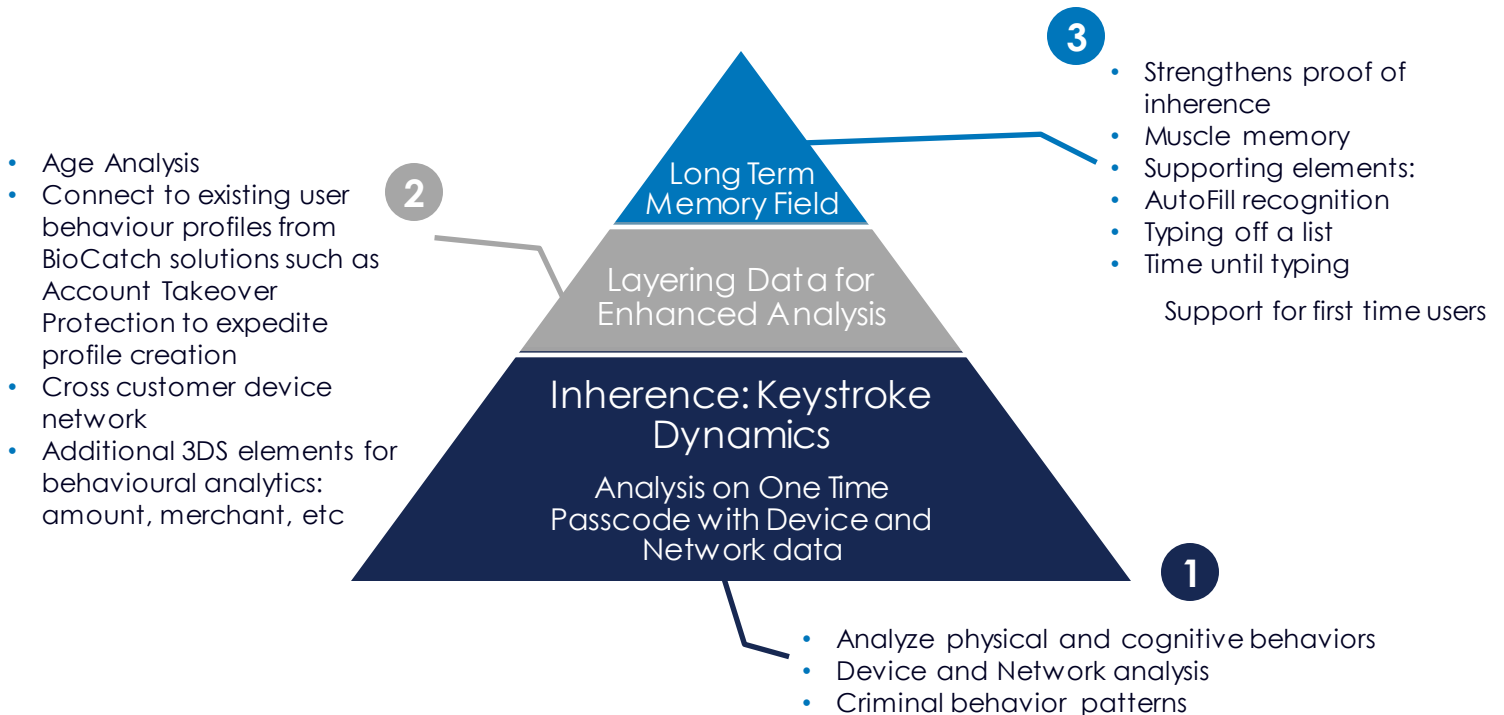 3
• Strengthens proof of
inherence
• Muscle memory
• Supporting elements:
• AutoFill recognition
• Typing off a list
• Time until typing
Support for first time users
• Age Analysis
• Connect to existing user
behaviour profiles from
BioCatch solutions such as
Account Takeover
Protection to expedite
profile creation
• Cross customer device
network
• Additional 3DS elements for
behavioural analytics:
amount, merchant, etc
2
Long Term
Memory Field
Layering Data for
Enhanced Analysis
Inherence: Keystroke
Dynamics
Analysis on One Time
Passcode with Device and
Network data
1
• Analyze physical and cognitive behaviors
• Device and Network analysis
• Criminal behavior patterns